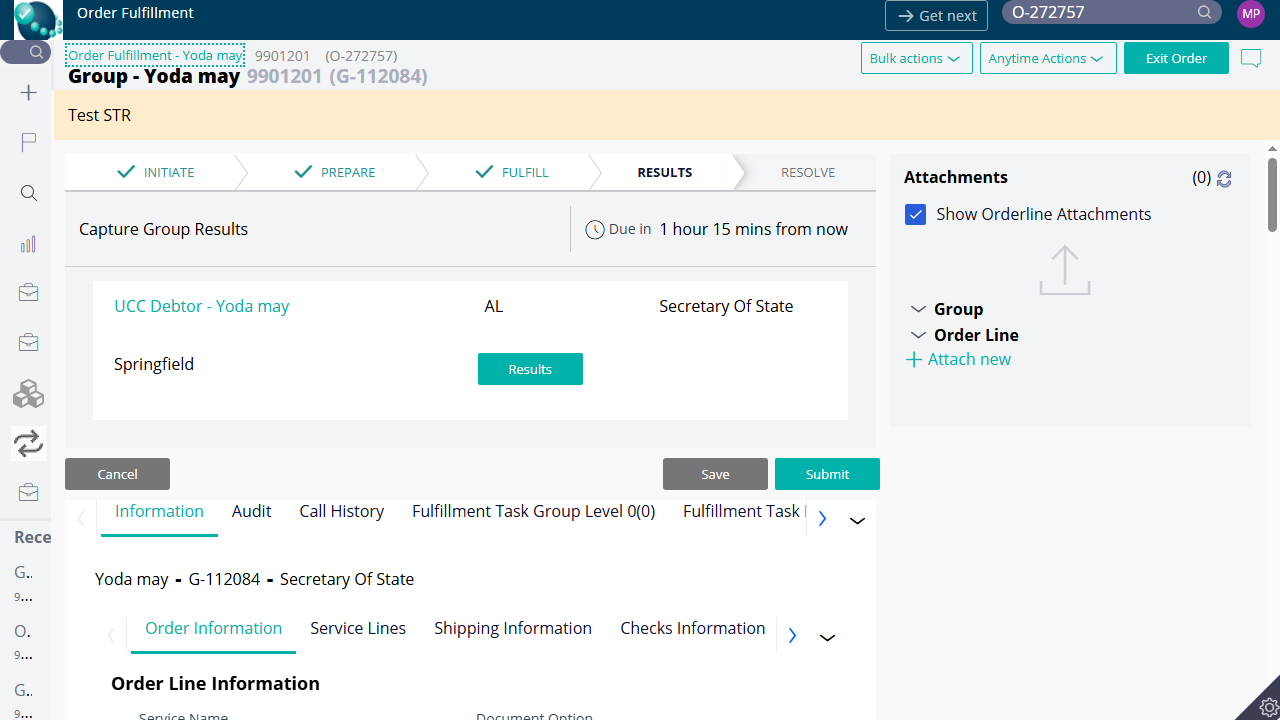 Order Fulfillment
Get next
O-272757
MP
Order Fulfillment - Yoda may 9901201 (O-272757)
Group - Yoda may 9901201 (G-112084)
Bulk actions
Anytime Actions
Exit Order
Test STR
INITIATE
PREPARE
FULFILL
RESULTS
RESOLVE
Capture Group Results
Due in 1 hour 15 mins from now
UCC Debtor - Yoda may
AL
Secretary Of State
Springfield
Results
Cancel
Save
Submit
Attachments
(0)
Show Orderline Attachments
Group
Order Line
Attach new
Information
Audit
Call History
Fulfillment Task Group Level 0(0)
Fulfillment Task
Yoda may - G-112084 - Secretary Of State
Order Information
Service Lines
Shipping Information
Checks Information
Order Line Information
Service Name
Document Option
Rece
G..
9...
O.
9...
G..
9...